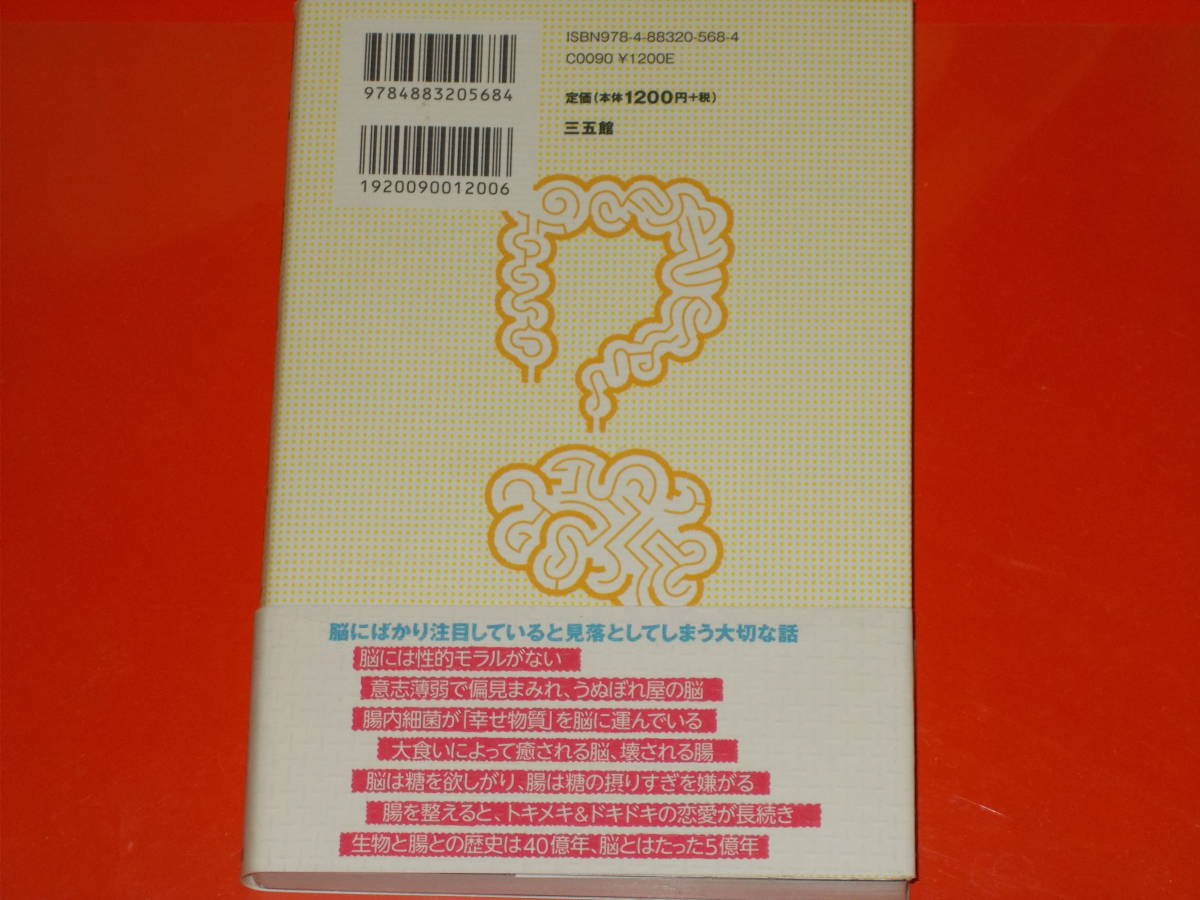 ISBN978-4-88320-568-4
C0090 ¥1200E
9784883205684
定価(本体1200円+税)
三五館
1920090012006
脳にばかり注目していると見落としてしまう大切な話
脳には性的モラルがない
意志薄弱で偏見まみれ、うぬぼれ屋の脳
腸内細菌が「幸せ物質」を脳に運んでいる
大食いによって癒される脳、壊される腸
脳は糖を欲しがり、腸は糖の摂りすぎを嫌がる
腸を整えると、トキメキ&ドキドキの恋愛が長続き
生物と腸との歴史は40億年、脳とはたった5億年